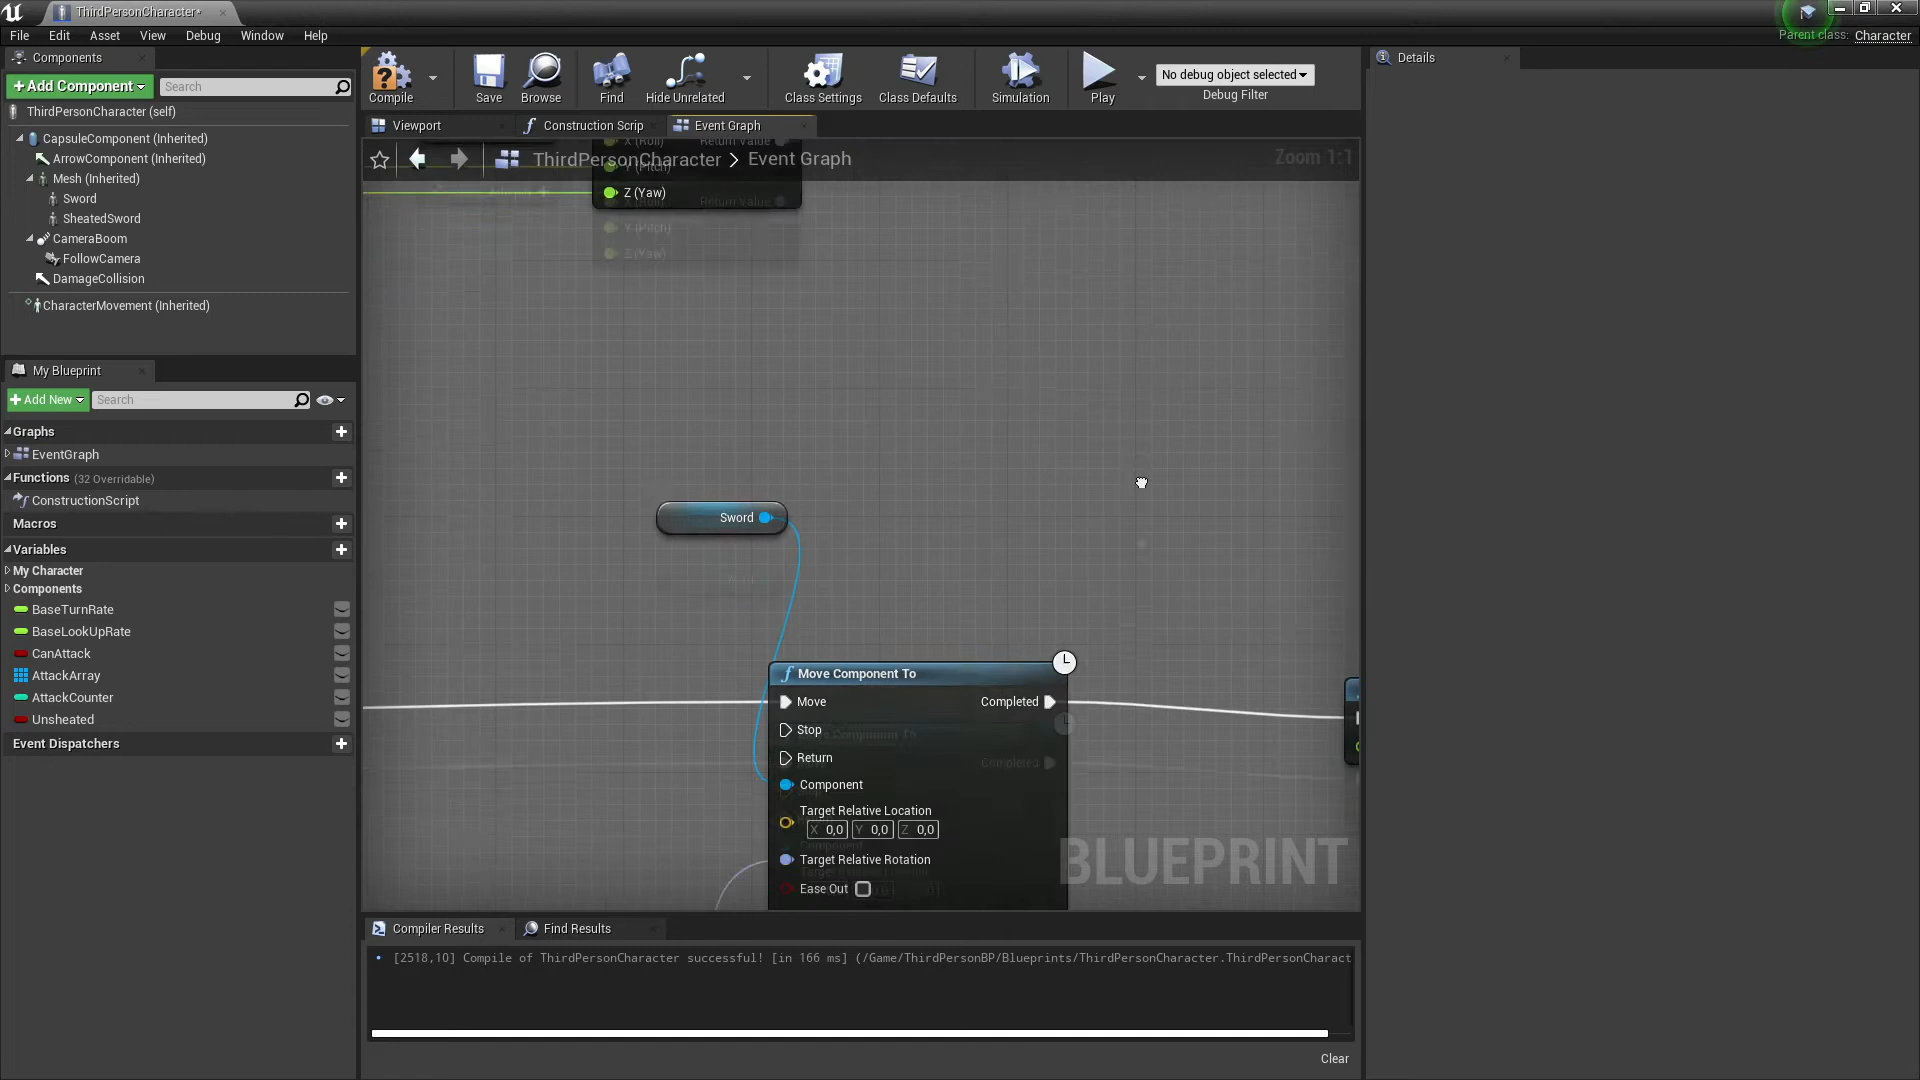 ThirdPersonCharacter*
File Edit Asset View Debug Window Help
Parent class: Character
Components
+ Add Component
Search
ThirdPersonCharacter (self)
CapsuleComponent (Inherited)
ArrowComponent (Inherited)
Mesh (Inherited)
Sword
SheatedSword
CameraBoom
FollowCamera
DamageCollision
CharacterMovement (Inherited)
My Blueprint
+ Add New
Search
Graphs
EventGraph
Functions (32 Overridable)
ConstructionScript
Macros
Variables
My Character
Components
BaseTurnRate
BaseLookUpRate
CanAttack
AttackArray
AttackCounter
Unsheated
Event Dispatchers
Compile
Save
Browse
Find
Hide Unrelated
Class Settings
Class Defaults
Simulation
Play
No debug object selected
Debug Filter
Viewport
Construction Scrip
Event Graph
ThirdPersonCharacter > Event Graph
Zoom 1:1
X (Roll) Return Value
Y (Pitch)
Z (Yaw)
X (Roll) Return Value
Y (Pitch)
Z (Yaw)
Sword
Move Component To
Move Completed
Stop
Return
Component
Target Relative Location
X 0,0 Y 0,0 Z 0,0
Target Relative Rotation
Ease Out
BLUEPRINT
Compiler Results
Find Results
[2518,10] Compile of ThirdPersonCharacter successful! [in 166 ms] (/Game/ThirdPersonBP/Blueprints/ThirdPersonCharacter.ThirdPersonCharact
Clear
Details